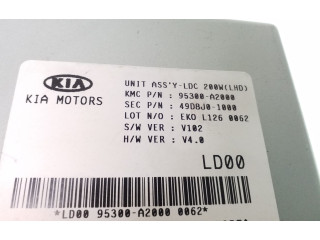 UNIT ASS'Y-LDC 200W(LHD)
KIA
KMC P/N : 95300-A2000
KIA MOTORS
SEC P/N : 49DBJ0-1000
LOT N/O : EKO L126 0062
S/W VER : V102
H/W VER : V4.0
LD00
*LD00 95300-A2000 0062*